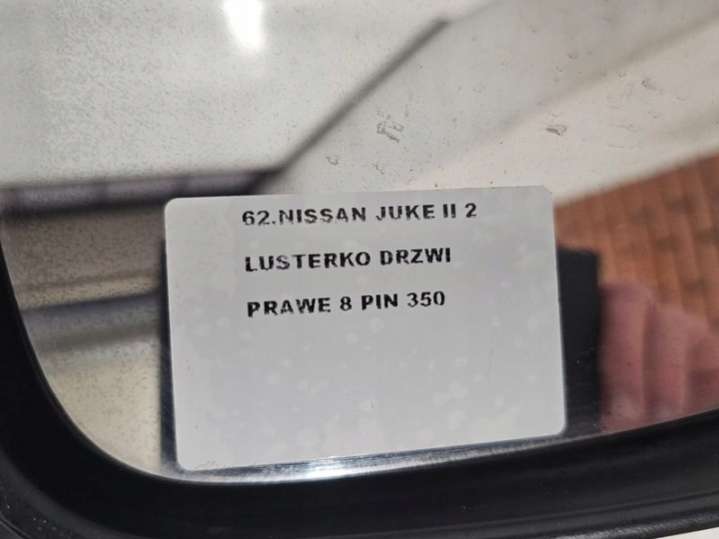 62.NISSAN JUKE II 2
LUSTERKO DRZWI
PRAWE 8 PIN 350